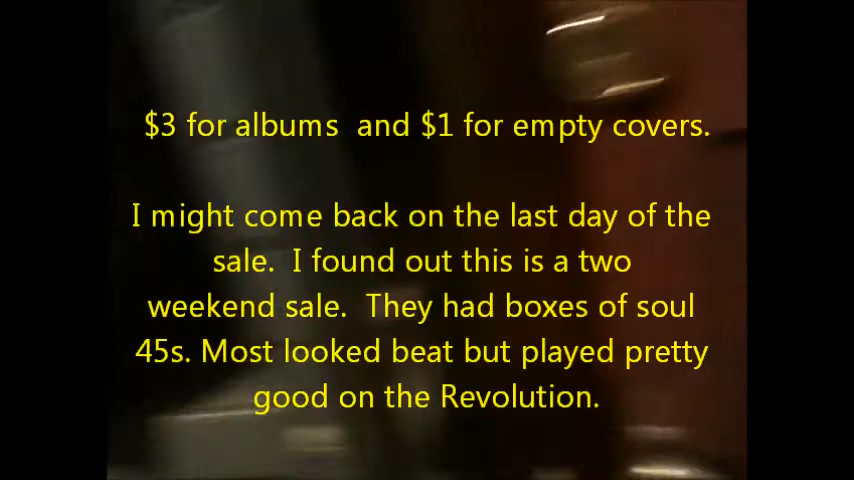 $3 for albums  and $1 for empty covers.
I might come back on the last day of the
sale.  I found out this is a two
weekend sale.  They had boxes of soul
45s. Most looked beat but played pretty
good on the Revolution.